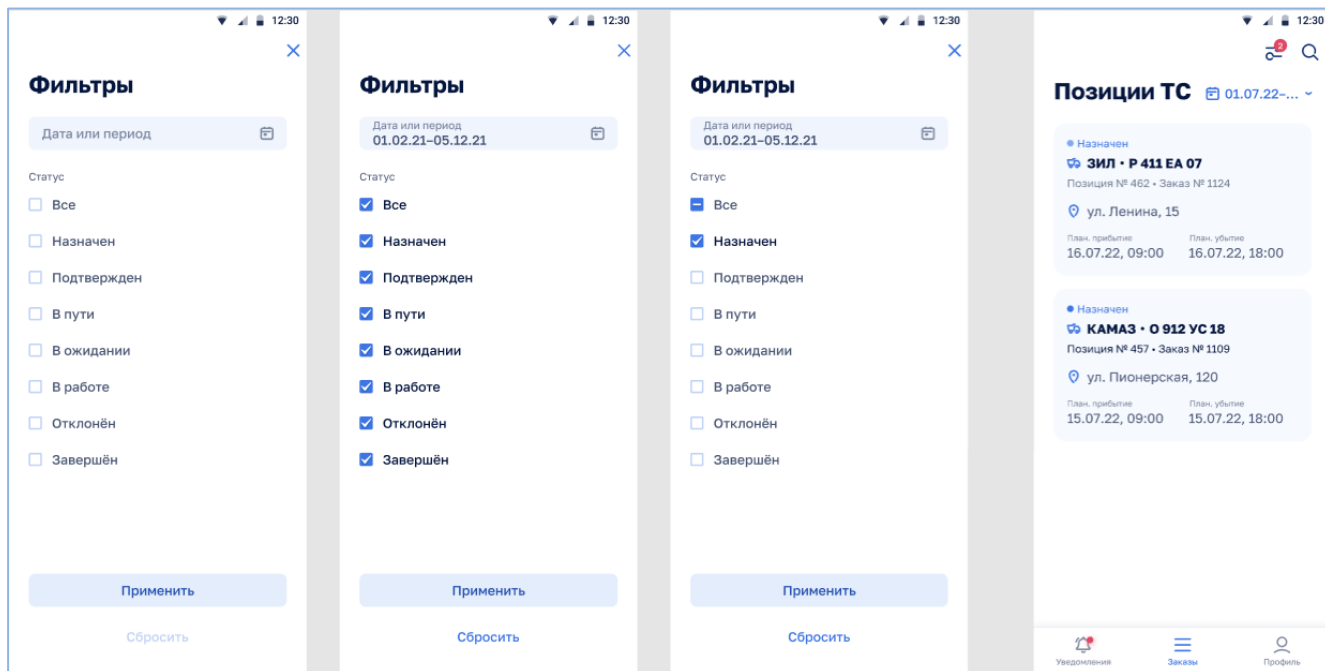 12:30
Фильтры
Дата или период
Статус
Все
Назначен
Подтвержден
В пути
В ожидании
В работе
Отклонён
Завершён
Применить
Сбросить
12:30
Фильтры
Дата или период
01.02.21–05.12.21
Статус
Все
Назначен
Подтвержден
В пути
В ожидании
В работе
Отклонён
Завершён
Применить
Сбросить
12:30
Фильтры
Дата или период
01.02.21–05.12.21
Статус
Все
Назначен
Подтвержден
В пути
В ожидании
В работе
Отклонён
Завершён
Применить
Сбросить
12:30
2
Позиции ТС 01.07.22–...
Назначен
ЗИЛ • Р 411 ЕА 07
Позиция № 462 • Заказ № 1124
ул. Ленина, 15
План. прибытие План. убытие
16.07.22, 09:00 16.07.22, 18:00
Назначен
КАМАЗ • О 912 УС 18
Позиция № 457 • Заказ № 1109
ул. Пионерская, 120
План. прибытие План. убытие
15.07.22, 09:00 15.07.22, 18:00
Уведомления Заказы Профиль